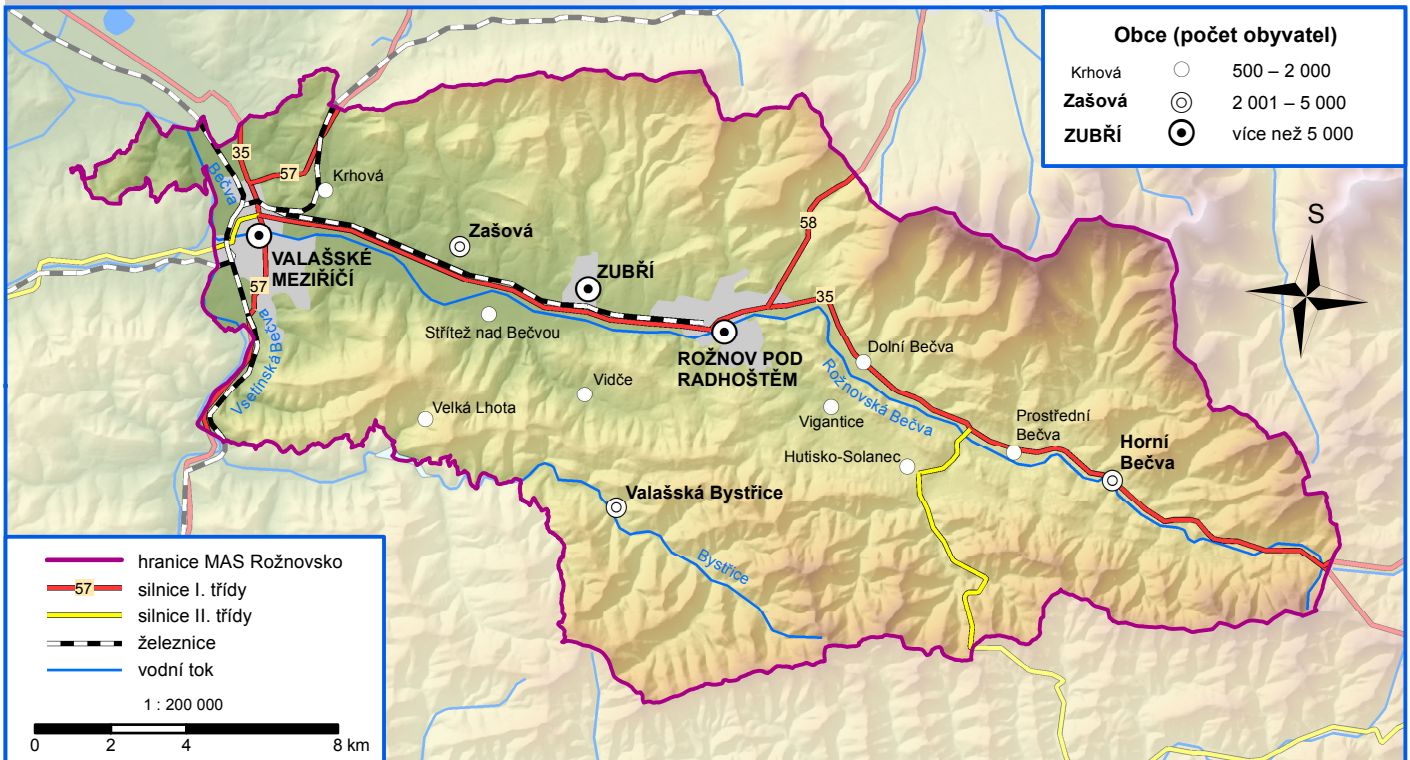 Obce (počet obyvatel)
Krhová 500 – 2 000
Zašová 2 001 – 5 000
ZUBŘÍ více než 5 000
S
35
57
Bečva
Krhová
58
Zašová
VALAŠSKÉ
MEZIŘÍČÍ
57
ZUBŘÍ
35
Střítež nad Bečvou
Vsetínská Bečva
ROŽNOV POD
RADHOŠTĚM
Dolní Bečva
Rožnovská Bečva
Vidče
Velká Lhota
Vigantice
Prostřední
Bečva
Hutisko-Solanec
Horní
Bečva
Valašská Bystřice
Bystřice
hranice MAS Rožnovsko
57 silnice I. třídy
silnice II. třídy
železnice
vodní tok
1 : 200 000
0 2 4 8 km